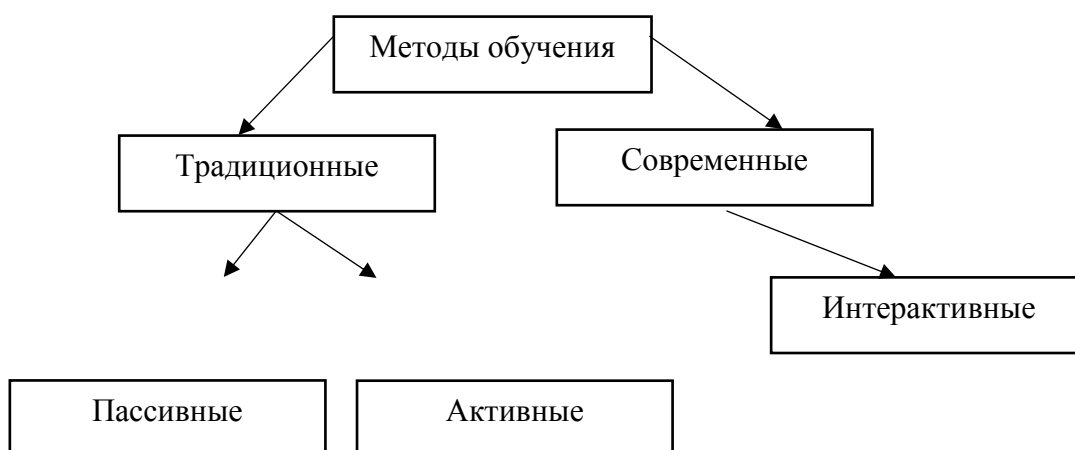 Методы обучения
Традиционные
Современные
Интерактивные
Пассивные
Активные